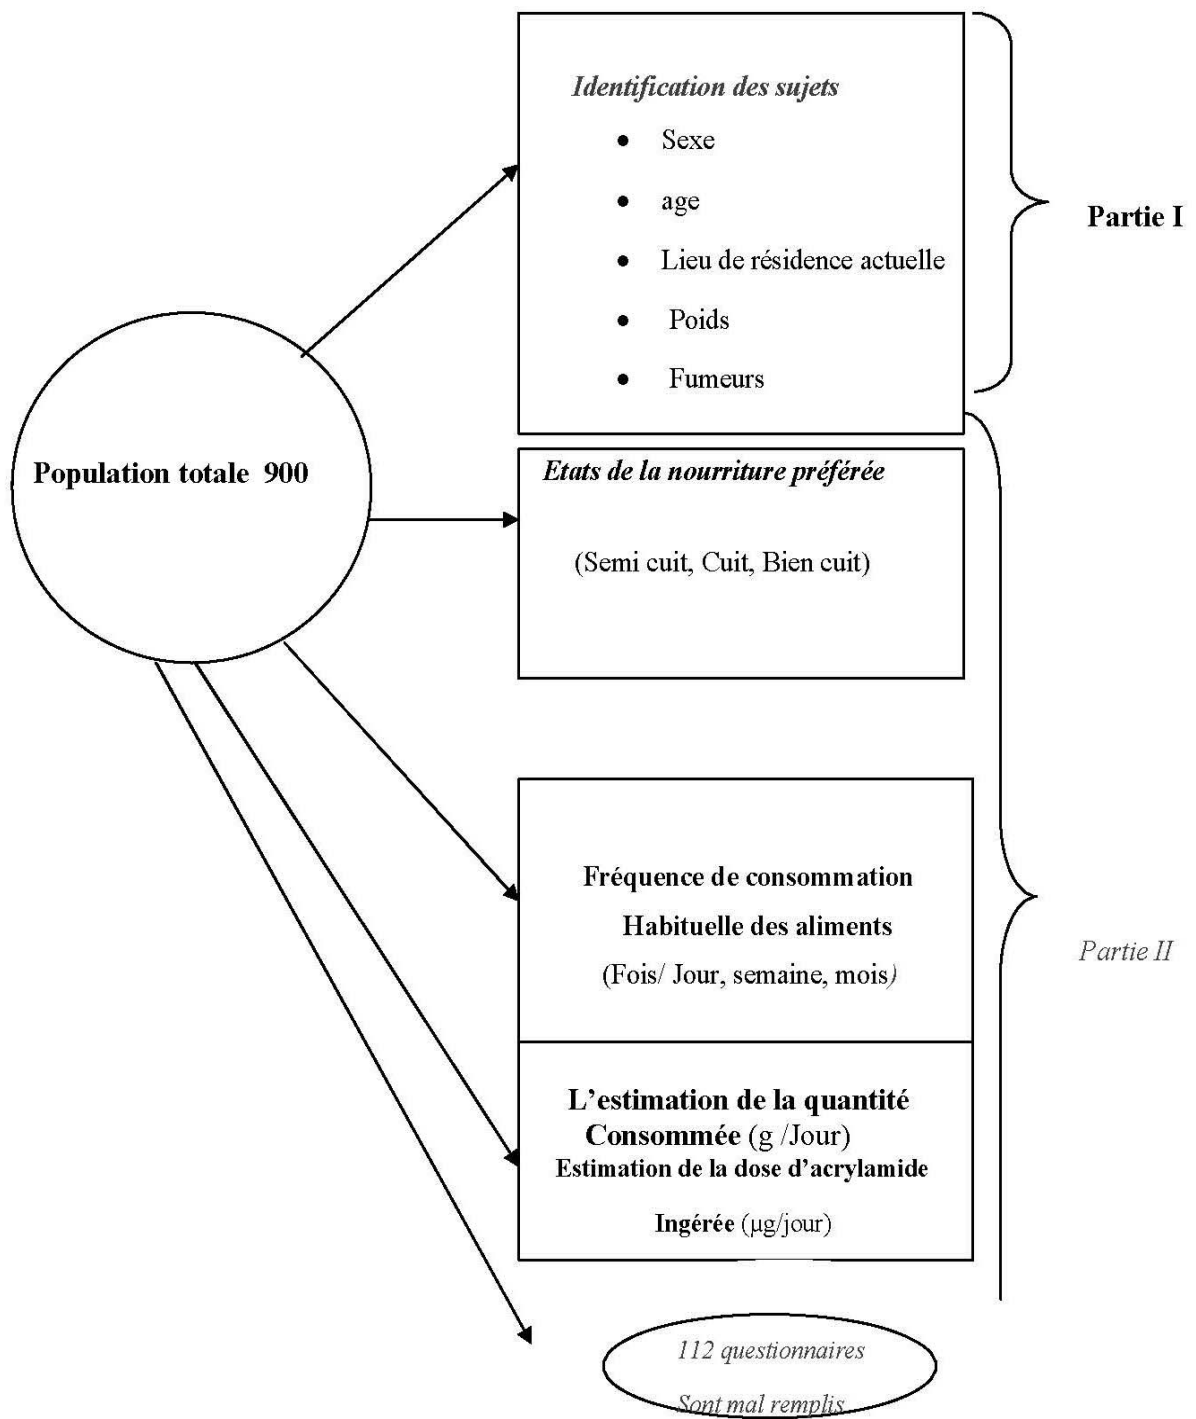 Identification des sujets
• Sexe
• age
• Lieu de résidence actuelle
• Poids
• Fumeurs
Partie I
Population totale 900
Etats de la nourriture préférée
(Semi cuit, Cuit, Bien cuit)
Fréquence de consommation
Habituelle des aliments
(Fois/ Jour, semaine, mois)
Partie II
L’estimation de la quantité
Consommée (g /Jour)
Estimation de la dose d’acrylamide
Ingérée (µg/jour)
112 questionnaires
Sont mal remplis